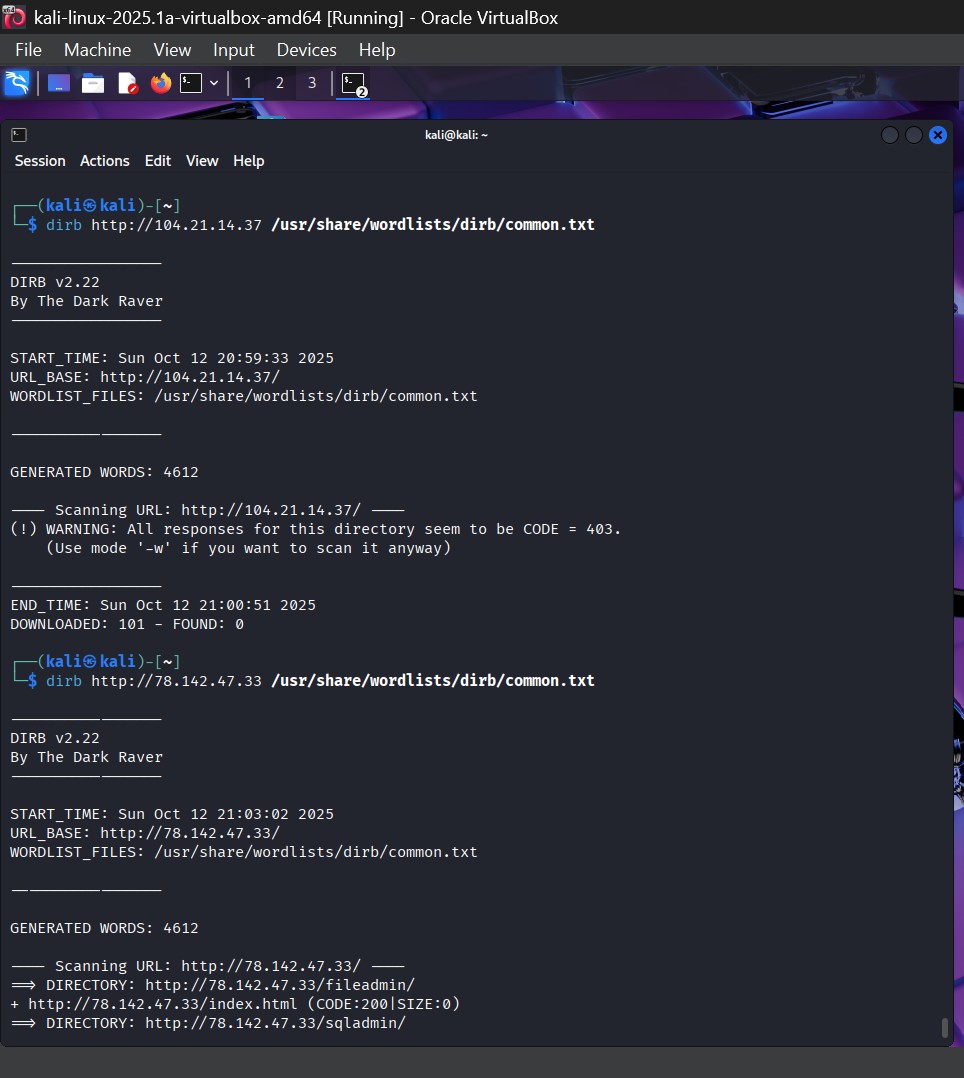 kali-linux-2025.1a-virtualbox-amd64 [Running] - Oracle VirtualBox
File Machine View Input Devices Help
1 2 3 2
kali@kali: ~
Session Actions Edit View Help
┌──(kali㉿kali)-[~]
└─$ dirb http://104.21.14.37 /usr/share/wordlists/dirb/common.txt
-----------------
DIRB v2.22
By The Dark Raver
-----------------
START_TIME: Sun Oct 12 20:59:33 2025
URL_BASE: http://104.21.14.37/
WORDLIST_FILES: /usr/share/wordlists/dirb/common.txt
-----------------
GENERATED WORDS: 4612
---- Scanning URL: http://104.21.14.37/ ----
(!) WARNING: All responses for this directory seem to be CODE = 403.
(Use mode '-w' if you want to scan it anyway)
-----------------
END_TIME: Sun Oct 12 21:00:51 2025
DOWNLOADED: 101 - FOUND: 0
┌──(kali㉿kali)-[~]
└─$ dirb http://78.142.47.33 /usr/share/wordlists/dirb/common.txt
-----------------
DIRB v2.22
By The Dark Raver
-----------------
START_TIME: Sun Oct 12 21:03:02 2025
URL_BASE: http://78.142.47.33/
WORDLIST_FILES: /usr/share/wordlists/dirb/common.txt
-----------------
GENERATED WORDS: 4612
---- Scanning URL: http://78.142.47.33/ ----
==> DIRECTORY: http://78.142.47.33/fileadmin/
+ http://78.142.47.33/index.html (CODE:200|SIZE:0)
==> DIRECTORY: http://78.142.47.33/sqladmin/